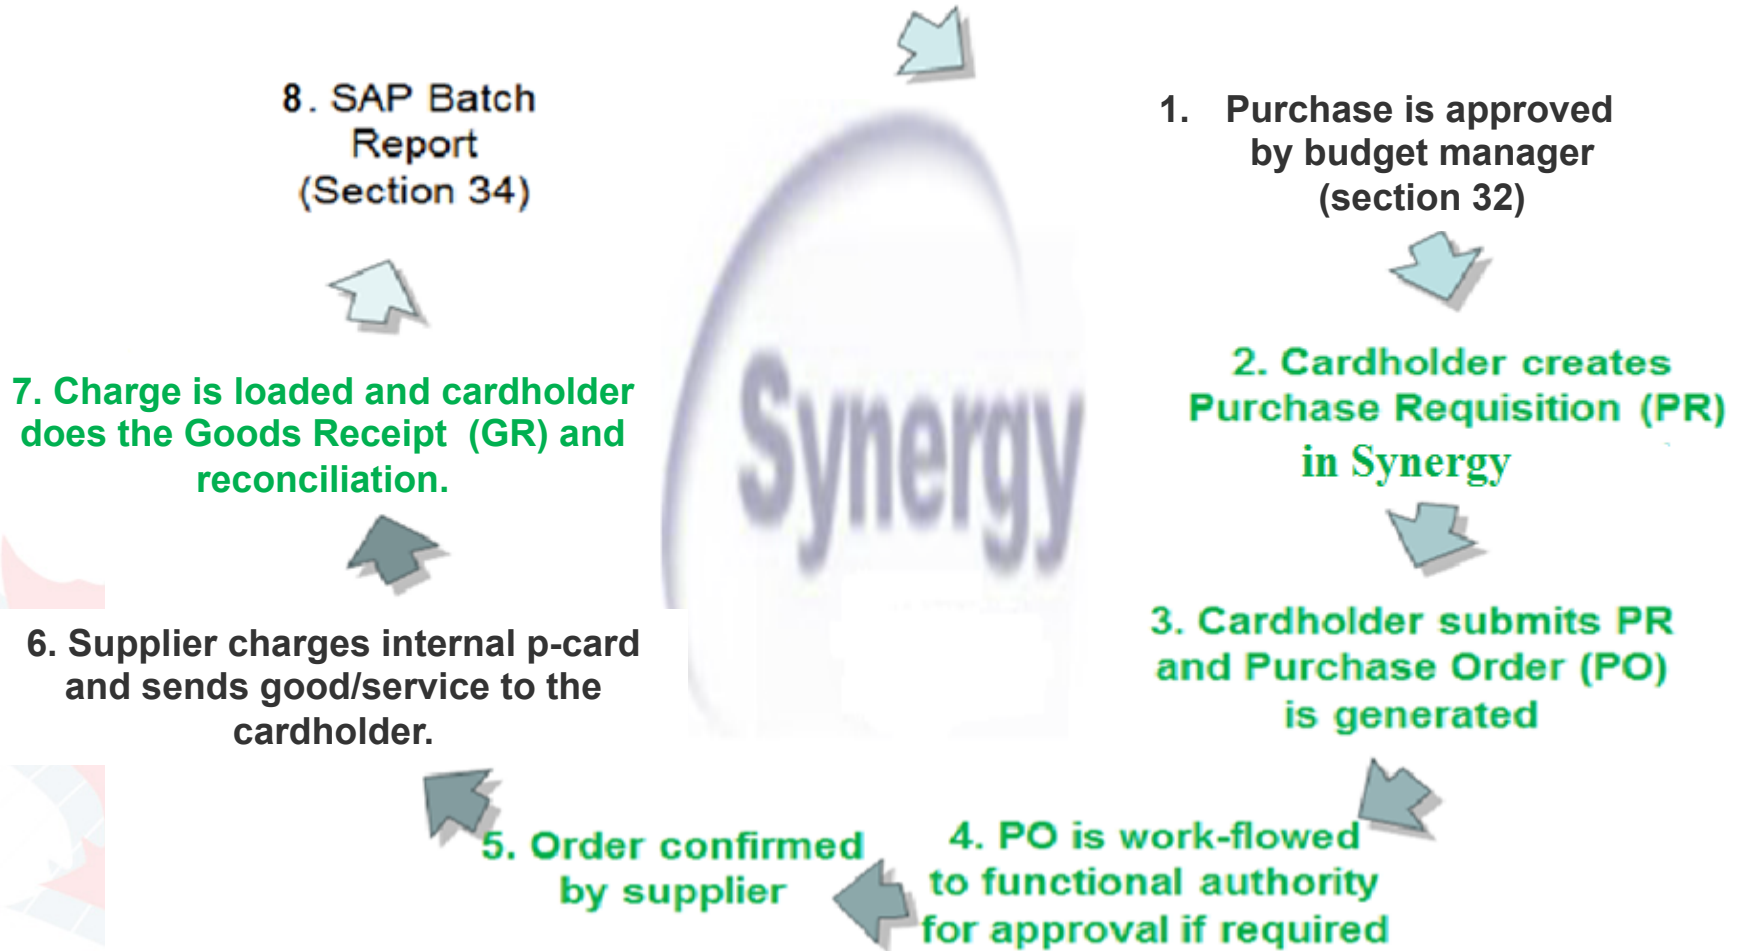 1. Purchase is approved
by budget manager
(section 32)
2. Cardholder creates
Purchase Requisition (PR)
in Synergy
3. Cardholder submits PR
and Purchase Order (PO)
is generated
4. PO is work-flowed
to functional authority
for approval if required
5. Order confirmed
by supplier
6. Supplier charges internal p-card
and sends good/service to the
cardholder.
7. Charge is loaded and cardholder
does the Goods Receipt (GR) and
reconciliation.
8. SAP Batch
Report
(Section 34)
Synergy